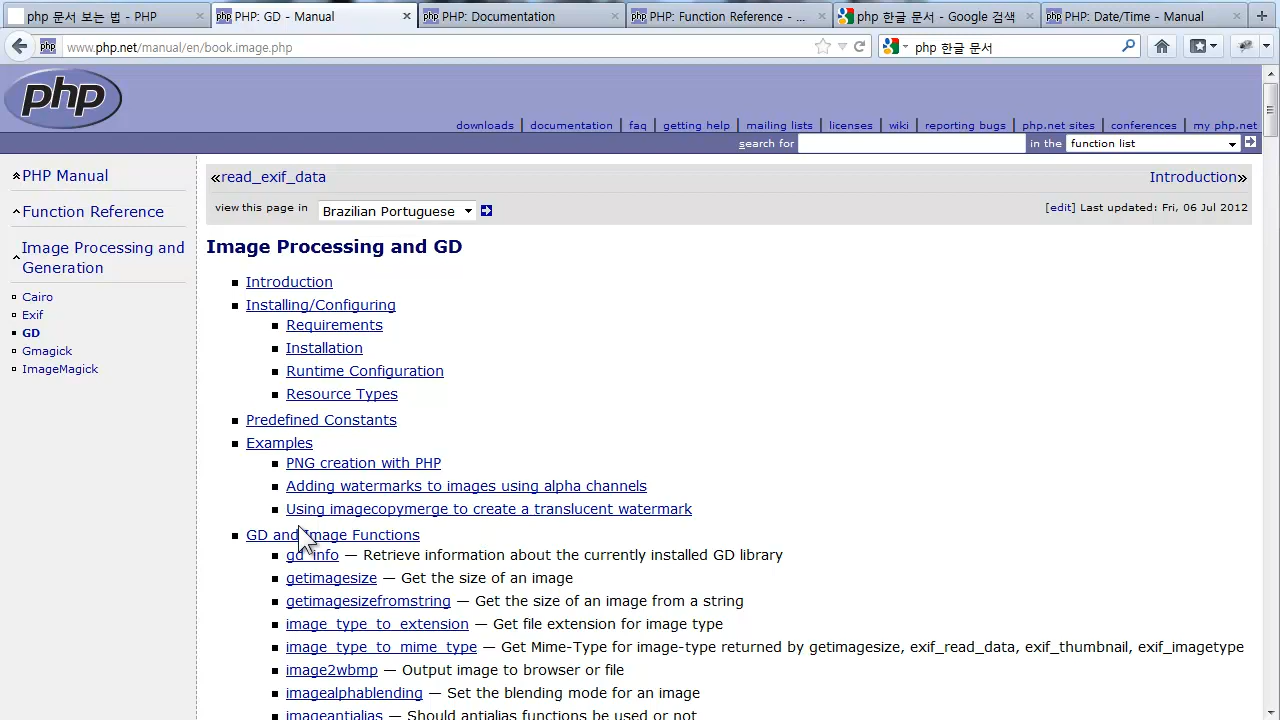 php 문서 보는 법 - PHP
PHP: GD - Manual
PHP: Documentation
PHP: Function Reference - ...
php 한글 문서 - Google 검색
PHP: Date/Time - Manual
www.php.net/manual/en/book.image.php
php 한글 문서
php
downloads | documentation | faq | getting help | mailing lists | licenses | wiki | reporting bugs | php.net sites | conferences | my php.net
search for in the function list
PHP Manual
Function Reference
Image Processing and
Generation
Cairo
Exif
GD
Gmagick
ImageMagick
«read_exif_data Introduction»
view this page in Brazilian Portuguese [edit] Last updated: Fri, 06 Jul 2012
Image Processing and GD
Introduction
Installing/Configuring
Requirements
Installation
Runtime Configuration
Resource Types
Predefined Constants
Examples
PNG creation with PHP
Adding watermarks to images using alpha channels
Using imagecopymerge to create a translucent watermark
GD and Image Functions
gd_info — Retrieve information about the currently installed GD library
getimagesize — Get the size of an image
getimagesizefromstring — Get the size of an image from a string
image_type_to_extension — Get file extension for image type
image_type_to_mime_type — Get Mime-Type for image-type returned by getimagesize, exif_read_data, exif_thumbnail, exif_imagetype
image2wbmp — Output image to browser or file
imagealphablending — Set the blending mode for an image
imageantialias — Should antialias functions be used or not